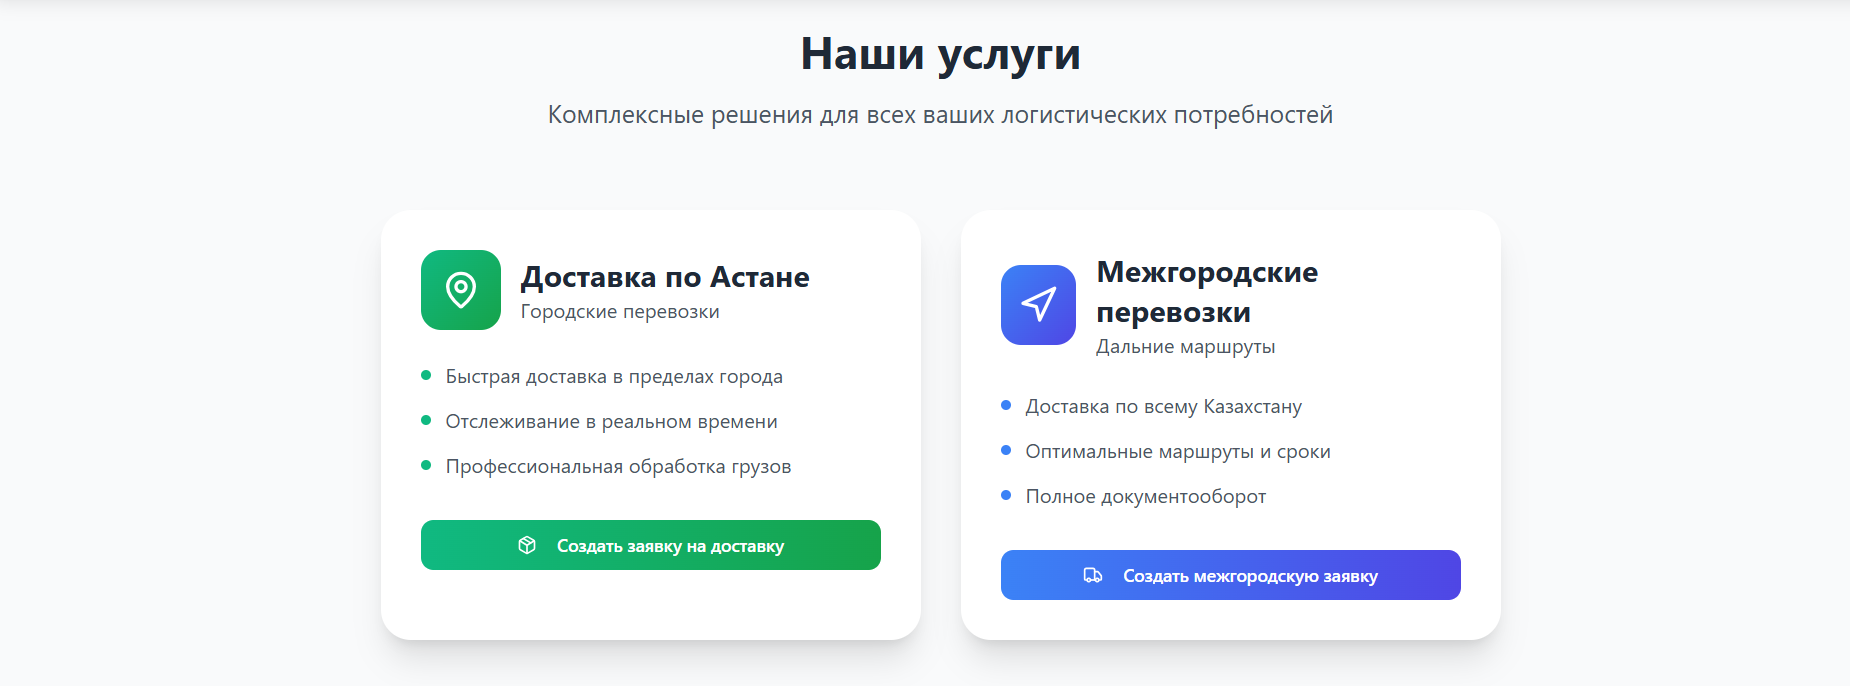 Наши услуги
Комплексные решения для всех ваших логистических потребностей
Доставка по Астане
Городские перевозки
Быстрая доставка в пределах города
Отслеживание в реальном времени
Профессиональная обработка грузов
Создать заявку на доставку
Межгородские
перевозки
Дальние маршруты
Доставка по всему Казахстану
Оптимальные маршруты и сроки
Полное документооборот
Создать межгородскую заявку